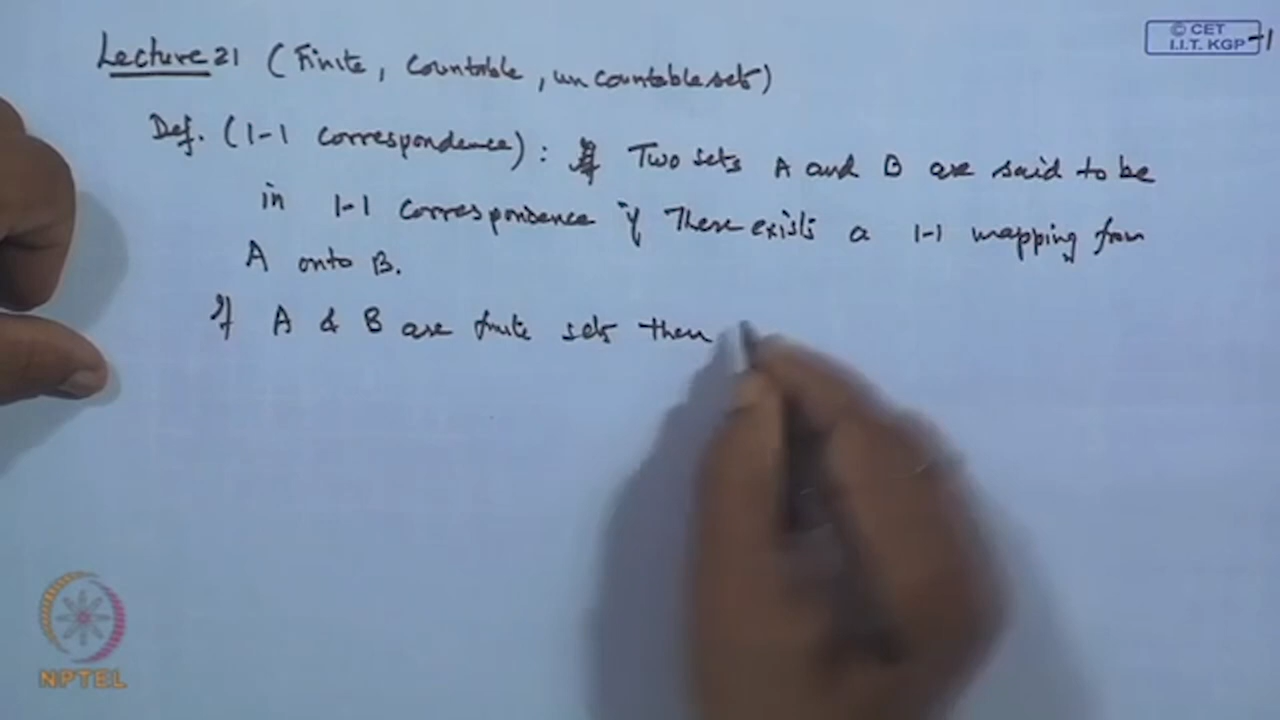 Lecture 21 (Finite, Countable, uncountable sets)
© CET
I.I.T. KGP
-1
Def. (1-1 correspondence): Two sets A and B are said to be
in 1-1 correspondence if There exists a 1-1 mapping from
A onto B.
If A & B are finite sets then
NPTEL